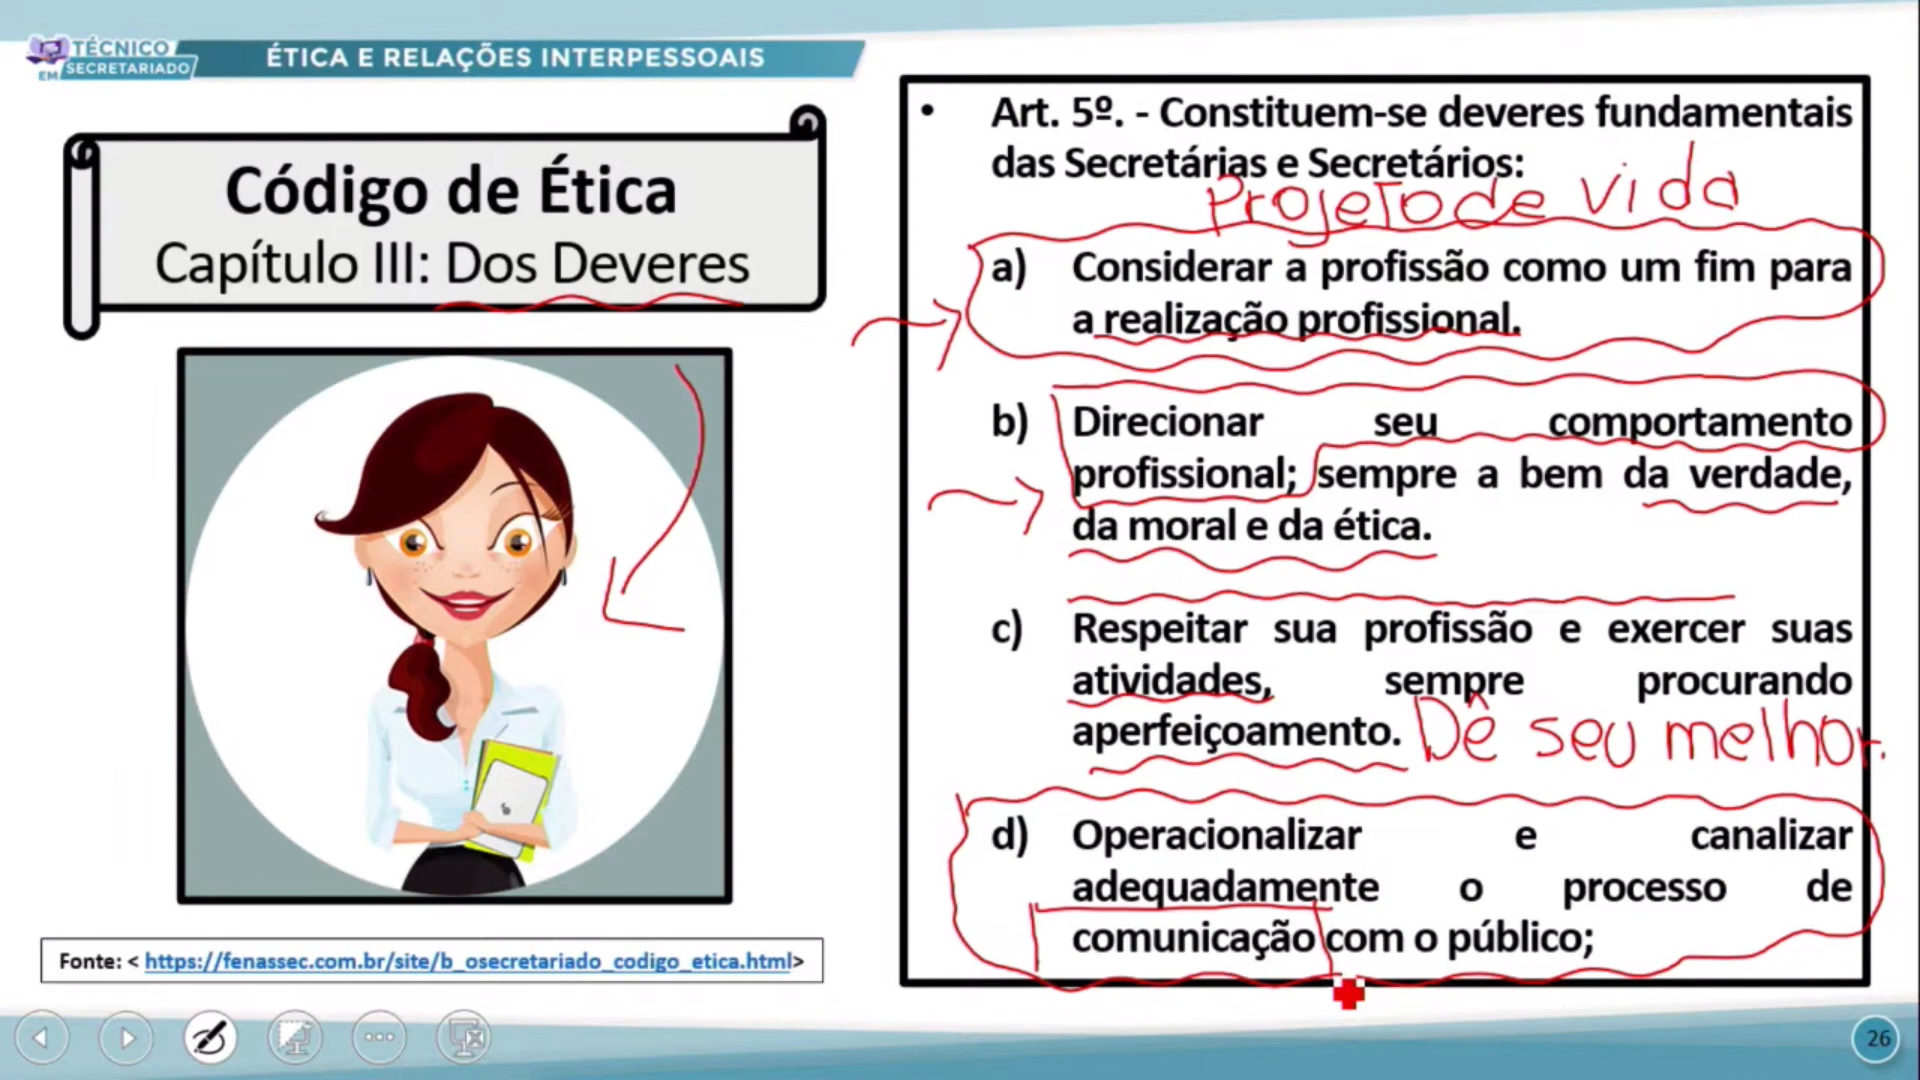 TÉCNICO
EM SECRETARIADO
ÉTICA E RELAÇÕES INTERPESSOAIS
Código de Ética
Capítulo III: Dos Deveres
Fonte: < https://fenassec.com.br/site/b_osecretariado_codigo_etica.html>
• Art. 5º. - Constituem-se deveres fundamentais
das Secretárias e Secretários:
Projeto de vida
a) Considerar a profissão como um fim para
a realização profissional.
b) Direcionar seu comportamento
profissional; sempre a bem da verdade,
da moral e da ética.
c) Respeitar sua profissão e exercer suas
atividades, sempre procurando
aperfeiçoamento. Dê seu melhor.
d) Operacionalizar e canalizar
adequadamente o processo de
comunicação com o público;
26